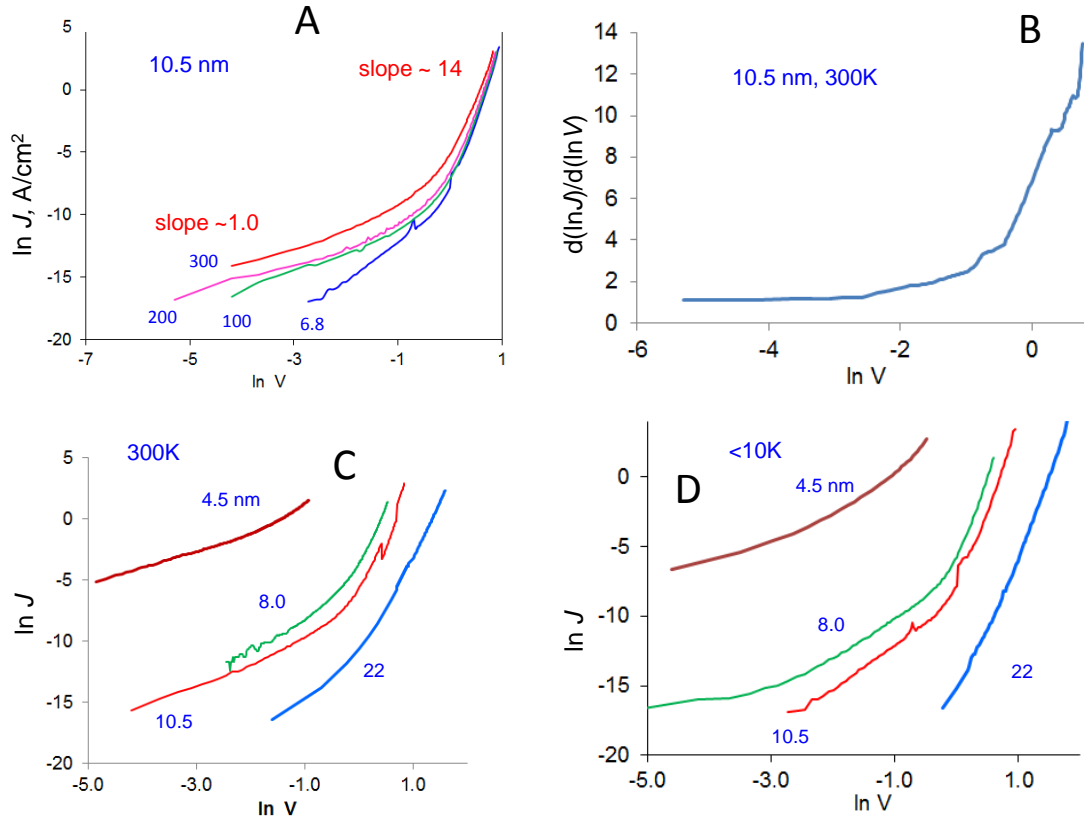 A
10.5 nm
slope ~ 14
slope ~1.0
300
200
100
6.8
ln J, A/cm²
5
0
-5
-10
-15
-20
-7
-5
-3
-1
1
ln V
B
10.5 nm, 300K
d(lnJ)/d(lnV)
14
12
10
8
6
4
2
0
-6
-4
-2
0
ln V
300K
C
4.5 nm
8.0
10.5
22
ln J
5
0
-5
-10
-15
-20
-5.0
-3.0
-1.0
1.0
ln V
<10K
D
4.5 nm
8.0
10.5
22
ln J
0
-5
-10
-15
-20
-5.0
-3.0
-1.0
1.0
ln V